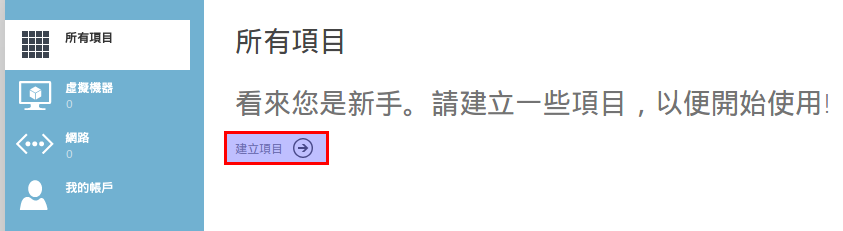 所有項目
虛擬機器
0
網路
0
我的帳戶
所有項目
看來您是新手。請建立一些項目，以便開始使用!
建立項目